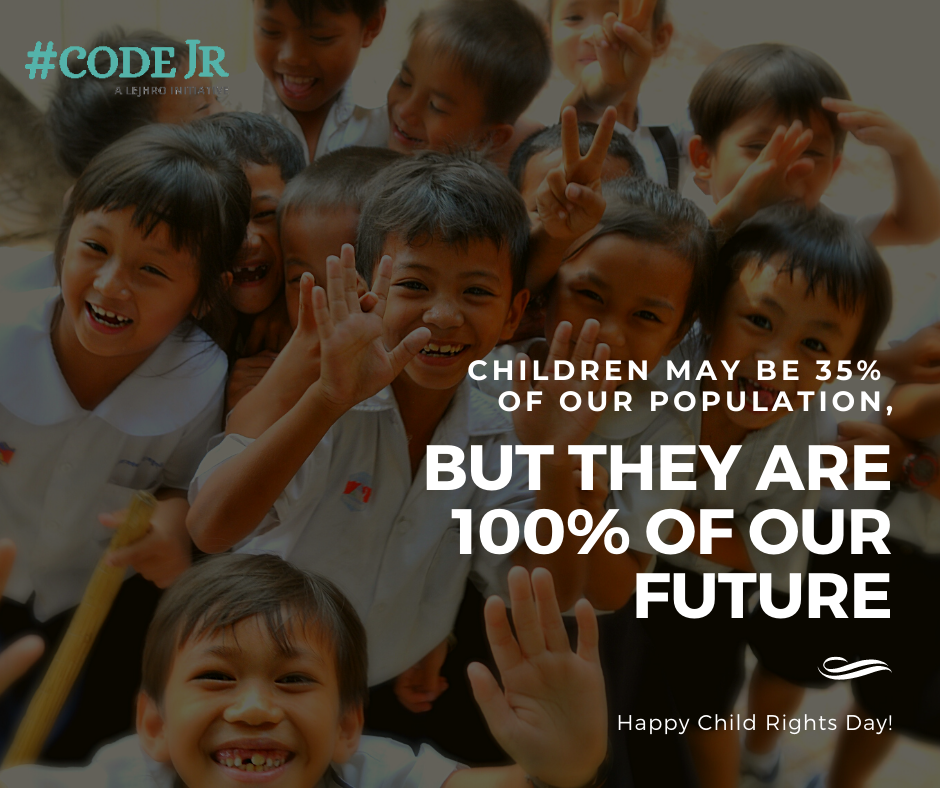 #CODE JR
A LEJHRO INITIATIVE
CHILDREN MAY BE 35%
OF OUR POPULATION,
BUT THEY ARE
100% OF OUR
FUTURE
Happy Child Rights Day!